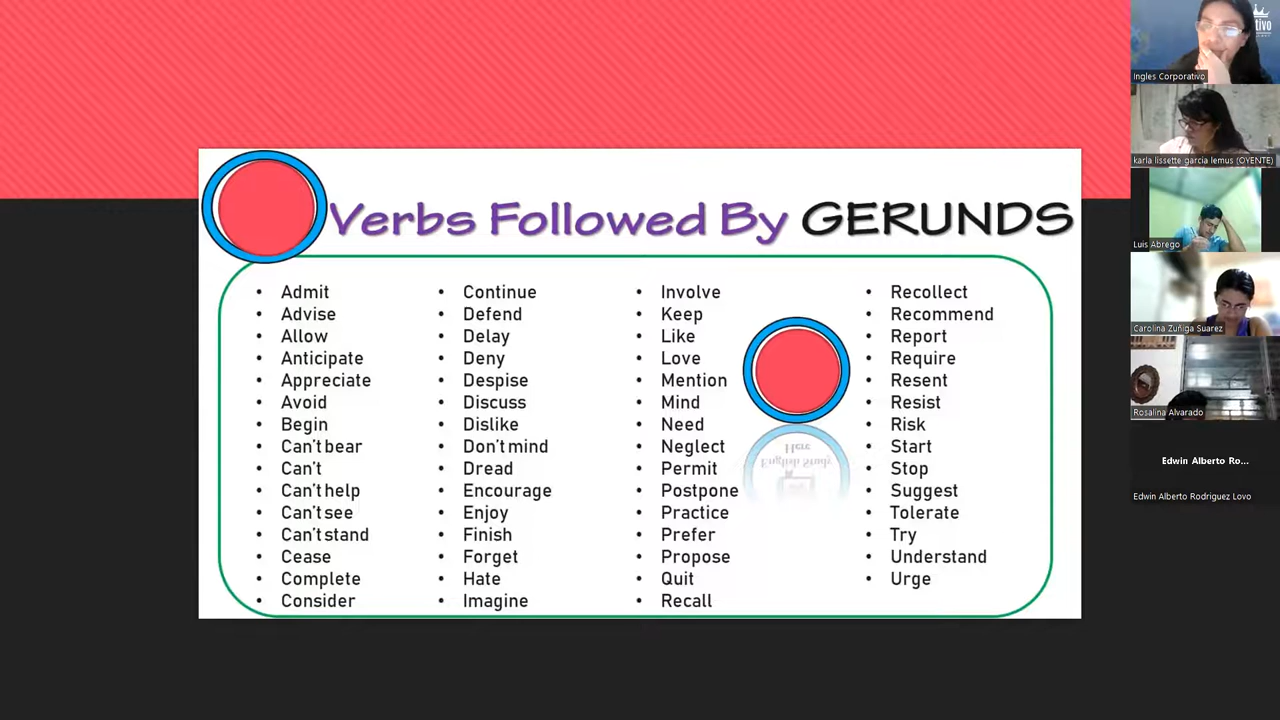 Verbs Followed By GERUNDS
Admit
Advise
Allow
Anticipate
Appreciate
Avoid
Begin
Can't bear
Can't
Can't help
Can't see
Can't stand
Cease
Complete
Consider
Continue
Defend
Delay
Deny
Despise
Discuss
Dislike
Don't mind
Dread
Encourage
Enjoy
Finish
Forget
Hate
Imagine
Involve
Keep
Like
Love
Mention
Mind
Need
Neglect
Permit
Postpone
Practice
Prefer
Propose
Quit
Recall
Here
English Study
Recollect
Recommend
Report
Require
Resent
Resist
Risk
Start
Stop
Suggest
Tolerate
Try
Understand
Urge
tivo
Ingles Corporativo
karla lissette garcia lemus (OYENTE)
Luis Abrego
Carolina Zuñiga Suarez
Rosalina Alvarado
Edwin Alberto Ro...
Edwin Alberto Rodriguez Lovo